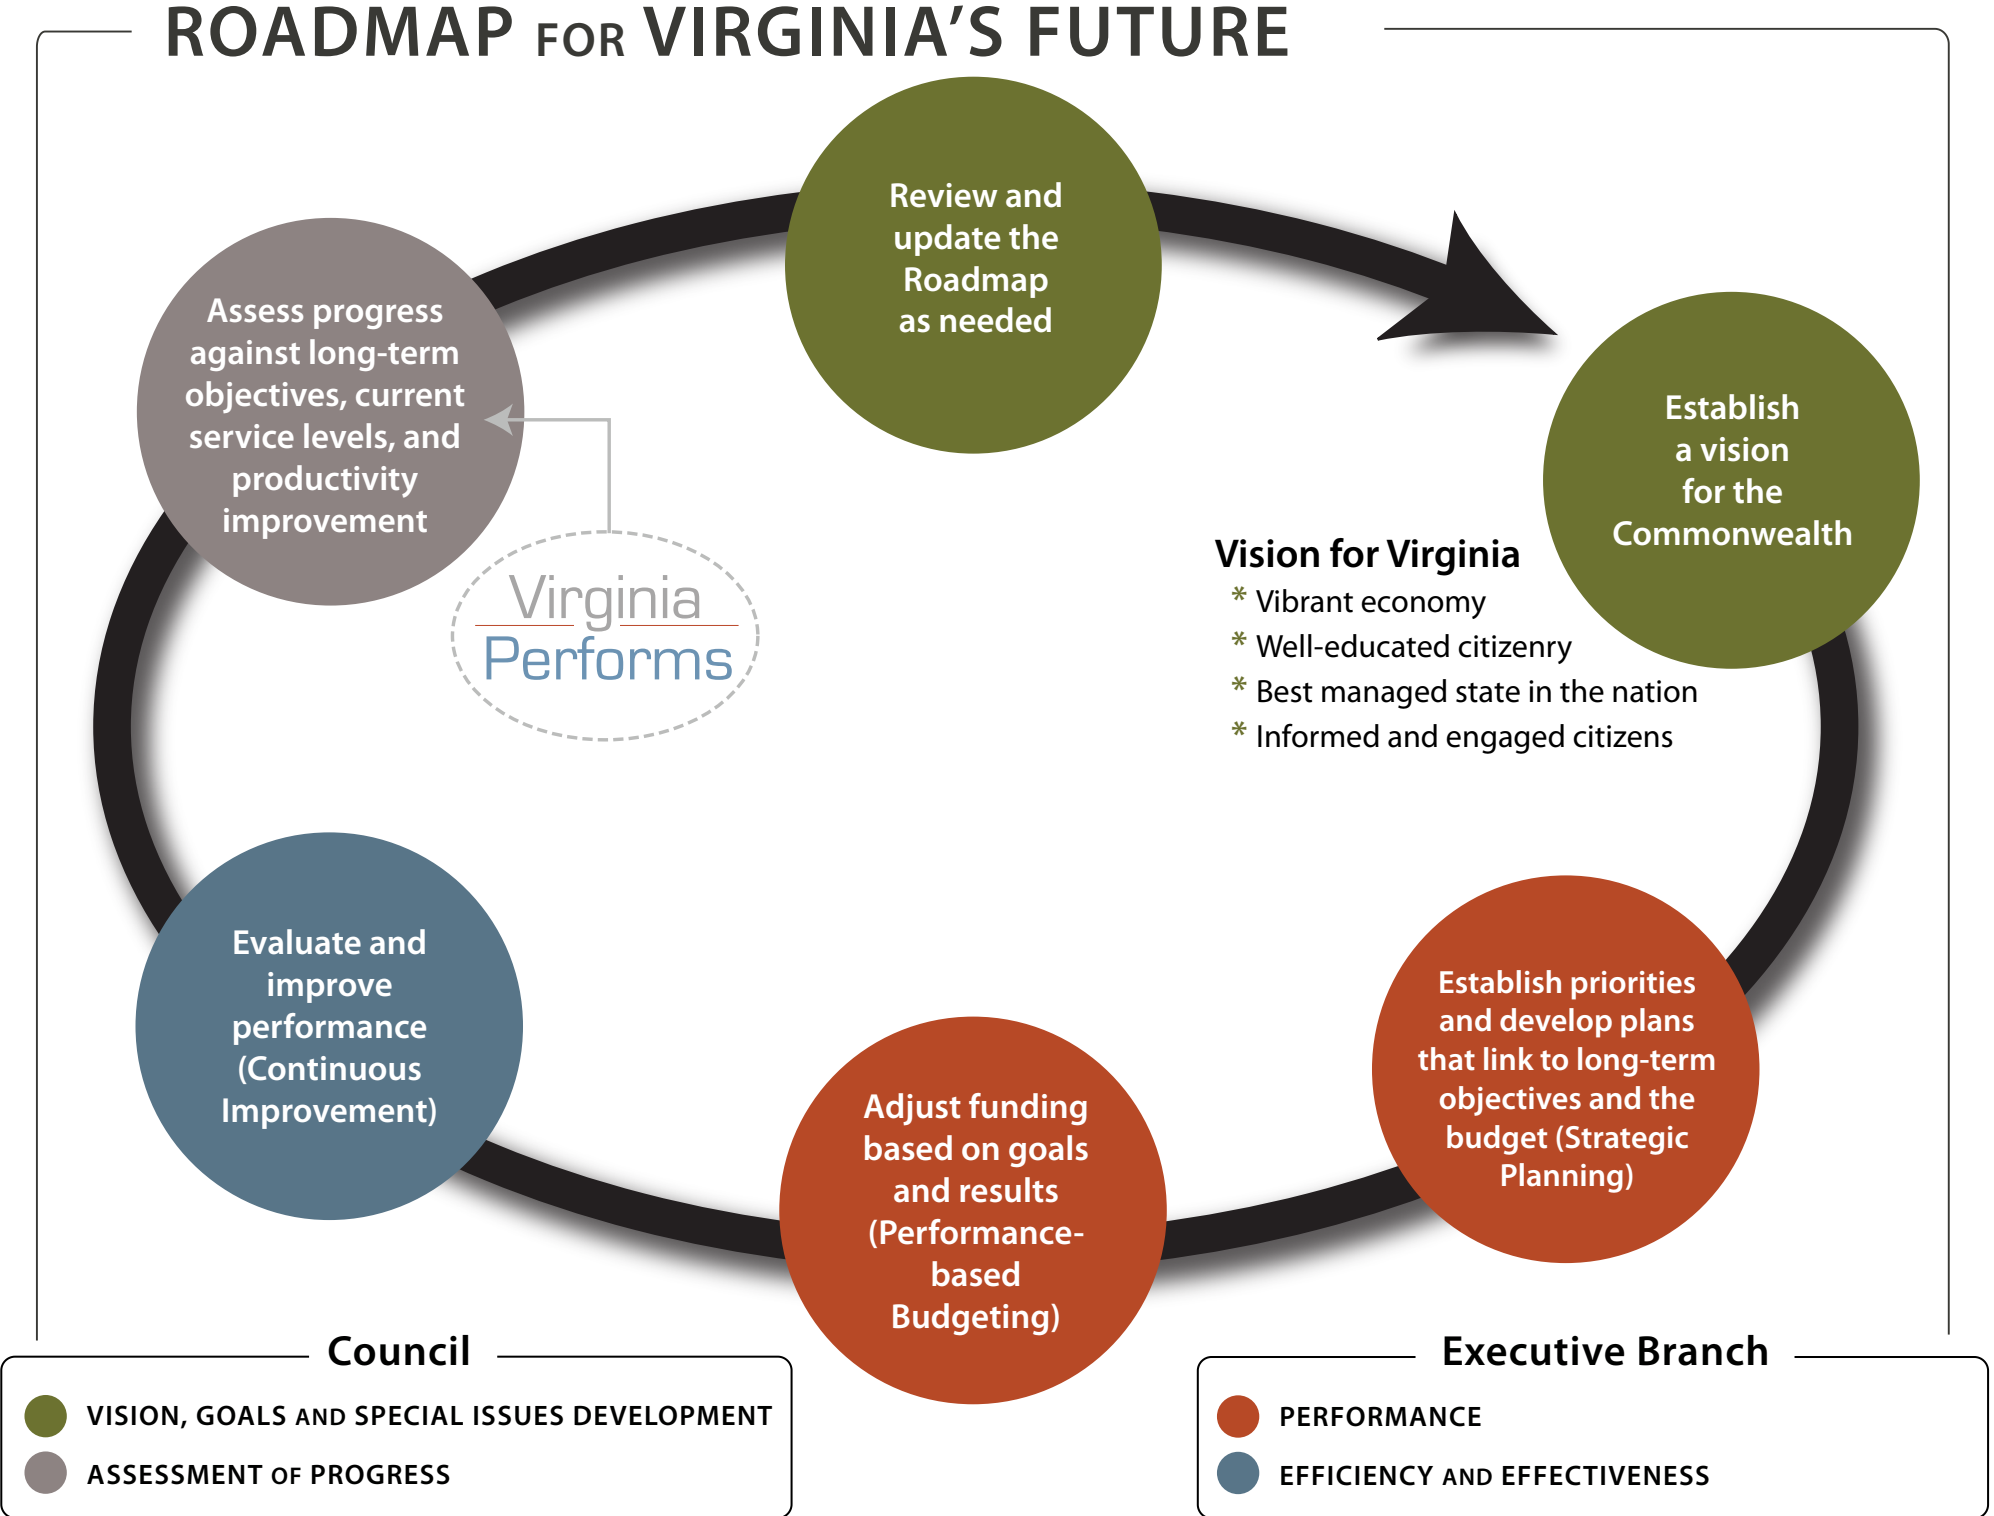 ROADMAP FOR VIRGINIA'S FUTURE
Review and
update the
Roadmap
as needed
Establish
a vision
for the
Commonwealth
Vision for Virginia
* Vibrant economy
* Well-educated citizenry
* Best managed state in the nation
* Informed and engaged citizens
Establish priorities
and develop plans
that link to long-term
objectives and the
budget (Strategic
Planning)
Adjust funding
based on goals
and results
(Performance-
based
Budgeting)
Evaluate and
improve
performance
(Continuous
Improvement)
Assess progress
against long-term
objectives, current
service levels, and
productivity
improvement
Virginia
Performs
Council
VISION, GOALS AND SPECIAL ISSUES DEVELOPMENT
ASSESSMENT OF PROGRESS
Executive Branch
PERFORMANCE
EFFICIENCY AND EFFECTIVENESS